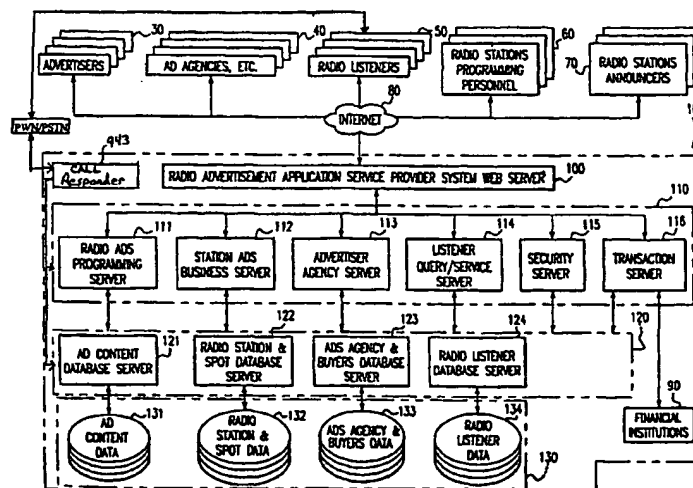 30
40
50
60
ADVERTISERS
AD AGENCIES, ETC.
RADIO LISTENERS
RADIO STATIONS
PROGRAMMING
PERSONNEL
70
RADIO STATIONS
ANNOUNCERS
80
INTERNET
PWN/PSTN
943
CALL
Responder
100
RADIO ADVERTISEMENT APPLICATION SERVICE PROVIDER SYSTEM WEB SERVER
110
111
112
113
114
115
116
RADIO ADS
PROGRAMMING
SERVER
STATION ADS
BUSINESS SERVER
ADVERTISER
AGENCY SERVER
LISTENER
QUERY/SERVICE
SERVER
SECURITY
SERVER
TRANSACTION
SERVER
121
122
123
124
120
AD CONTENT
DATABASE SERVER
RADIO STATION &
SPOT DATABASE
SERVER
ADS AGENCY &
BUYERS DATABASE
SERVER
RADIO LISTENER
DATABASE SERVER
131
132
133
134
90
AD
CONTENT
DATA
RADIO
STATION &
SPOT DATA
ADS AGENCY &
BUYERS DATA
RADIO
LISTENER
DATA
FINANCIAL
INSTITUTIONS
130